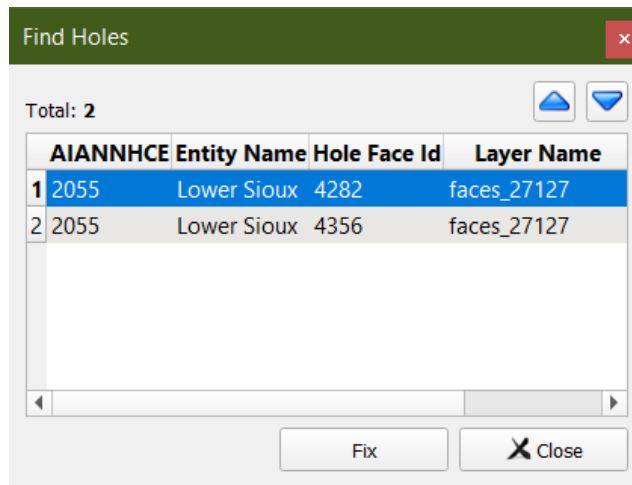 Find Holes
Total: 2
AIANNHCE Entity Name Hole Face Id Layer Name
1 2055 Lower Sioux 4282 faces_27127
2 2055 Lower Sioux 4356 faces_27127
Fix Close